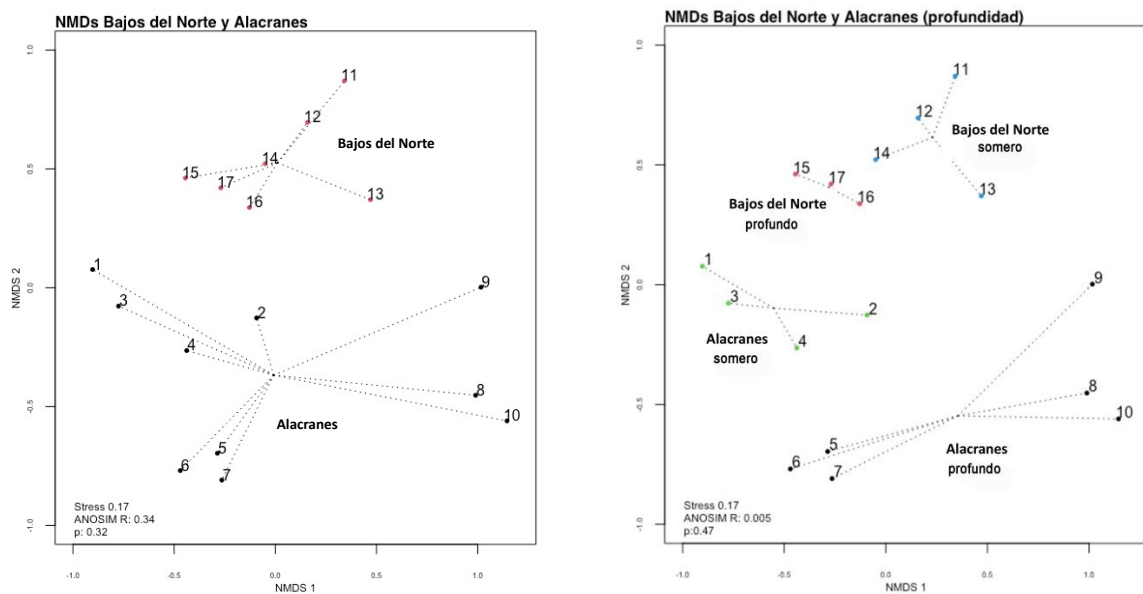 NMDs Bajos del Norte y Alacranes
1.0
0.5
0.0
-0.5
-1.0
NMDS 2
11
12
Bajos del Norte
14
15
17
16
13
1
9
3
2
4
8
10
Alacranes
5
6
7
Stress 0.17
ANOSIM R: 0.34
p: 0.32
-1.0 -0.5 0.0 0.5 1.0
NMDS 1
NMDs Bajos del Norte y Alacranes (profundidad)
1.0
0.5
0.0
-0.5
-1.0
NMDS 2
11
12
Bajos del Norte
somero
14
15
17
16
13
Bajos del Norte
profundo
1
9
3
2
4
Alacranes
somero
8
10
5
6
7
Alacranes
profundo
Stress 0.17
ANOSIM R: 0.005
p:0.47
-1.0 -0.5 0.0 0.5 1.0
NMDS 1